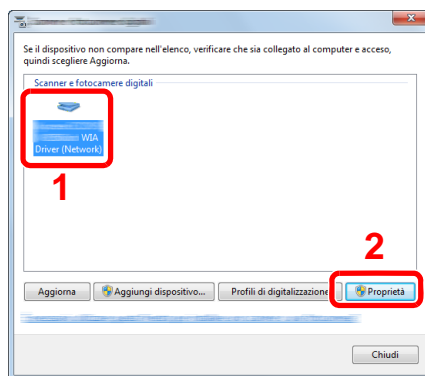 Se il dispositivo non compare nell'elenco, verificare che sia collegato al computer e acceso,
quindi scegliere Aggiorna.
Scanner e fotocamere digitali
WIA
Driver (Network)
1
2
Aggiorna Aggiungi dispositivo... Profili di digitalizzazione Proprietà
Chiudi